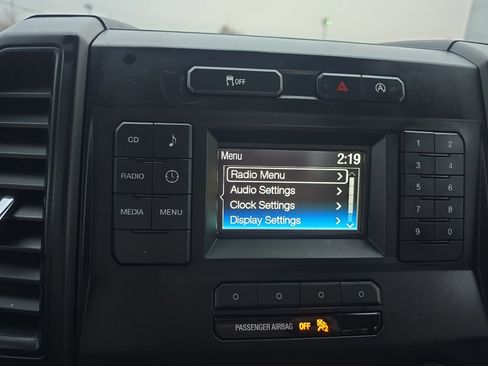 OFF
A
CD
RADIO
MEDIA
MENU
Menu 2:19
Radio Menu
Audio Settings
Clock Settings
Display Settings
1 2
3 4
5 6
7 8
9 0
PASSENGER AIRBAG OFF 2